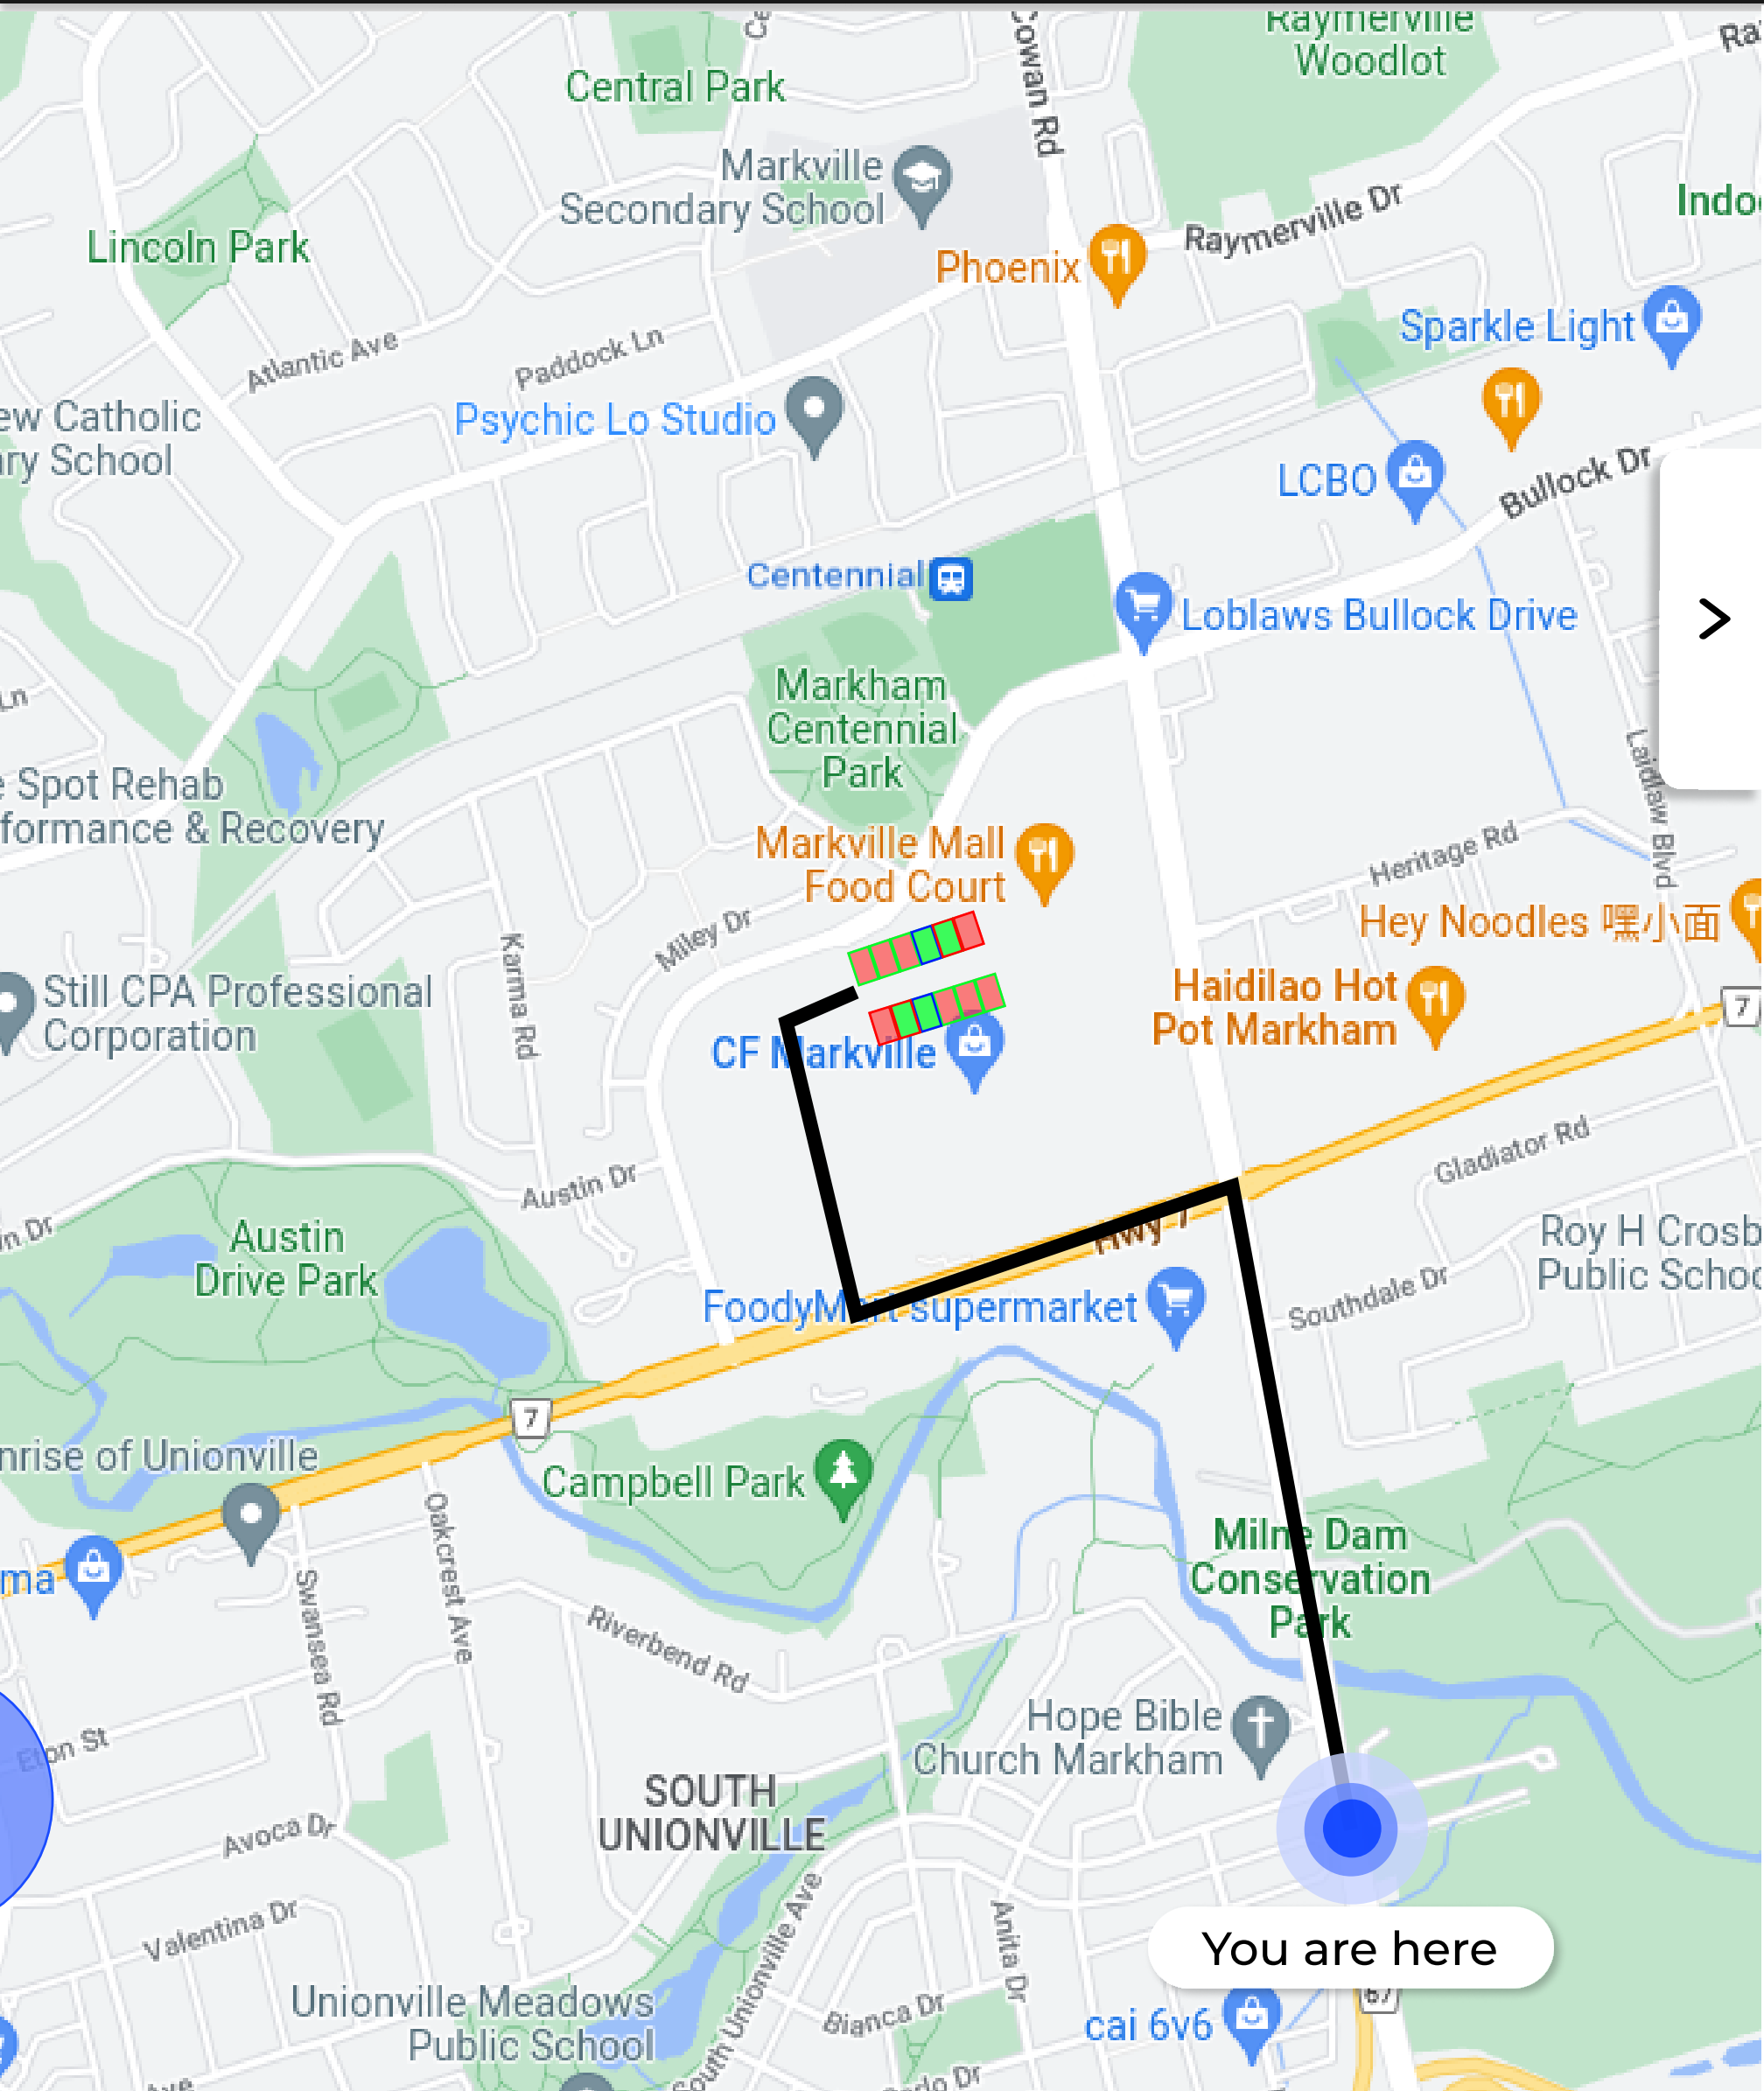 Raymerville
Woodlot
Central Park
Cowan Rd
Markville
Secondary School
Raymerville Dr
Lincoln Park
Phoenix
Sparkle Light
Atlantic Ave
Paddock Ln
Psychic Lo Studio
ew Catholic
ary School
LCBO
Bullock Dr
Centennial
Loblaws Bullock Drive
Markham
Centennial
Park
Ln
Spot Rehab
formance & Recovery
Laidlaw Blvd
Markville Mall
Food Court
Heritage Rd
Hey Noodles 嘿小面
Miley Dr
Karma Rd
Still CPA Professional
Corporation
Haidilao Hot
Pot Markham
7
CF Markville
Gladiator Rd
Austin Dr
in Dr
Austin
Drive Park
Hwy 7
Roy H Crosb
Public Schoo
FoodyMart supermarket
Southdale Dr
7
nrise of Unionville
Campbell Park
Oakcrest Ave
Milne Dam
Conservation
Park
ma
Swansea Rd
Riverbend Rd
Hope Bible
Church Markham
Eton St
SOUTH
UNIONVILLE
Avoca Dr
Valentina Dr
South Unionville Ave
Anita Dr
You are here
Unionville Meadows
Public School
Bianca Dr
cai 6v6
67